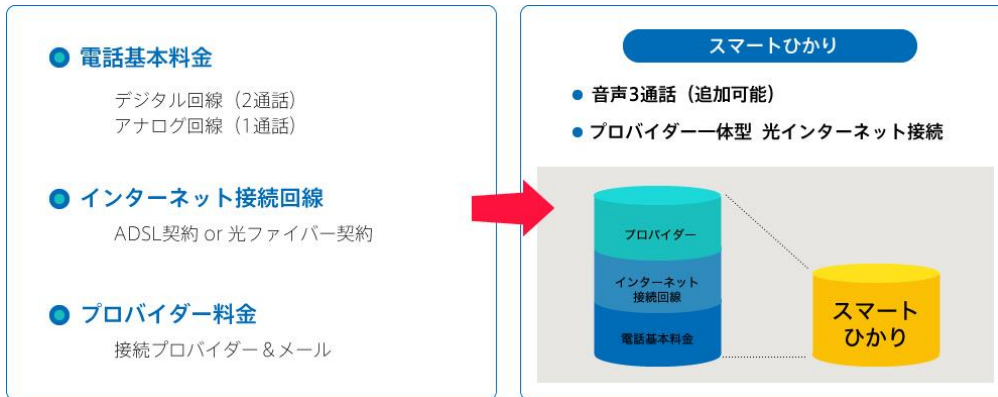 電話基本料金
デジタル回線（2通話）
アナログ回線（1通話）
インターネット接続回線
ADSL契約 or 光ファイバー契約
プロバイダー料金
接続プロバイダー＆メール
スマートひかり
音声3通話（追加可能）
プロバイダー一体型 光インターネット接続
プロバイダー
インターネット
接続回線
電話基本料金
スマート
ひかり